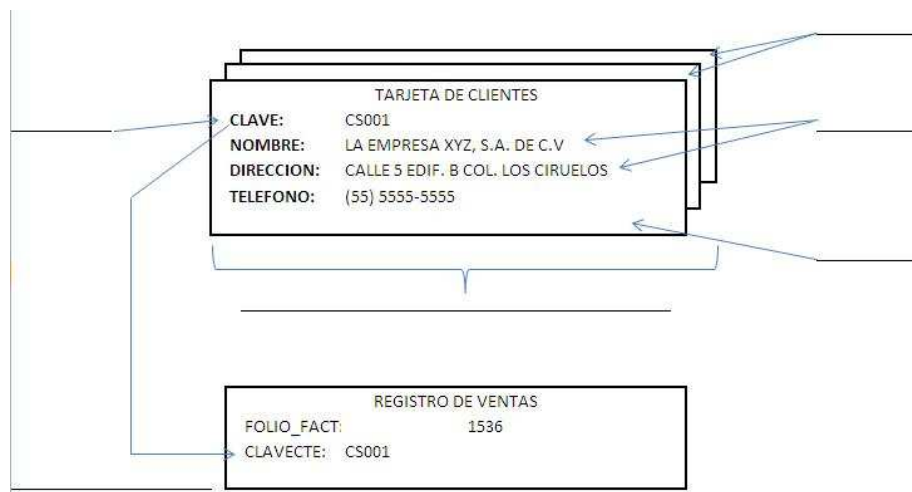 TARJETA DE CLIENTES
CLAVE: CS001
NOMBRE: LA EMPRESA XYZ, S.A. DE C.V
DIRECCION: CALLE 5 EDIF. B COL. LOS CIRUELOS
TELEFONO: (55) 5555-5555
REGISTRO DE VENTAS
FOLIO_FACT: 1536
CLAVECTE: CS001